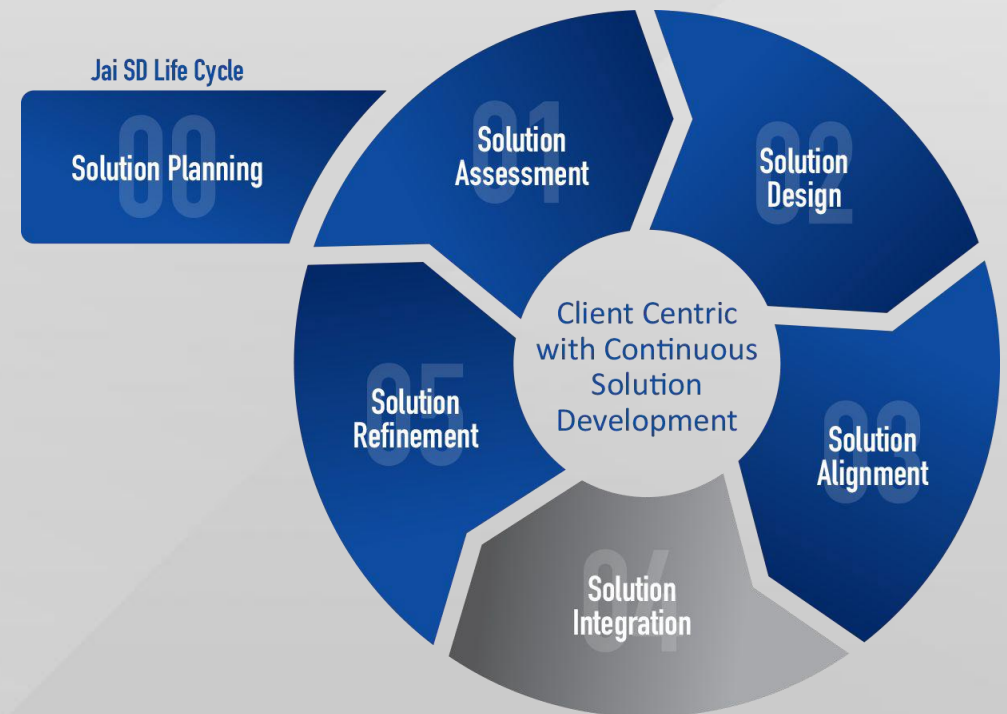 Jai SD Life Cycle
00
Solution Planning
01
Solution
Assessment
02
Solution
Design
03
Solution
Alignment
04
Solution
Integration
05
Solution
Refinement
Client Centric
with Continuous
Solution
Development